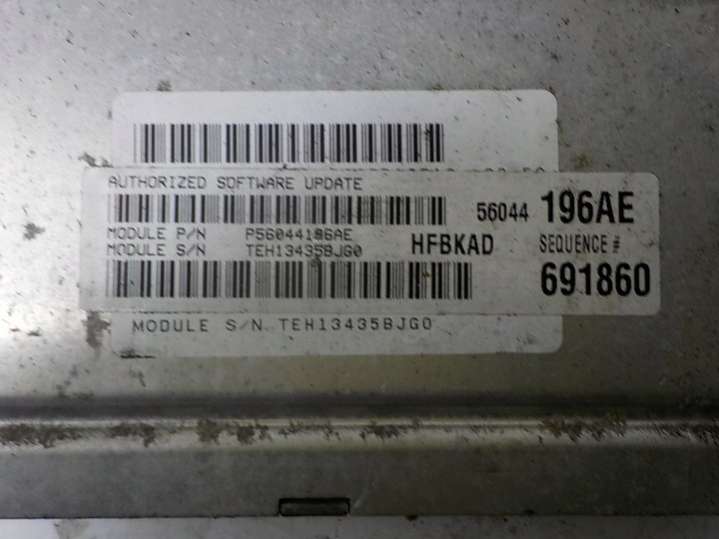 AUTHORIZED SOFTWARE UPDATE
56044 196AE
MODULE P/N P56044196AE
MODULE S/N TEH13435BJG0
HFBKAD SEQUENCE #
691860
MODULE S/N TEH13435BJG0